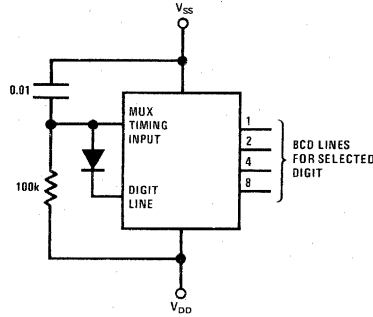 VSS
0.01
MUX
TIMING
INPUT
1
2
4
8
BCD LINES
FOR SELECTED
DIGIT
100k
DIGIT
LINE
VDD